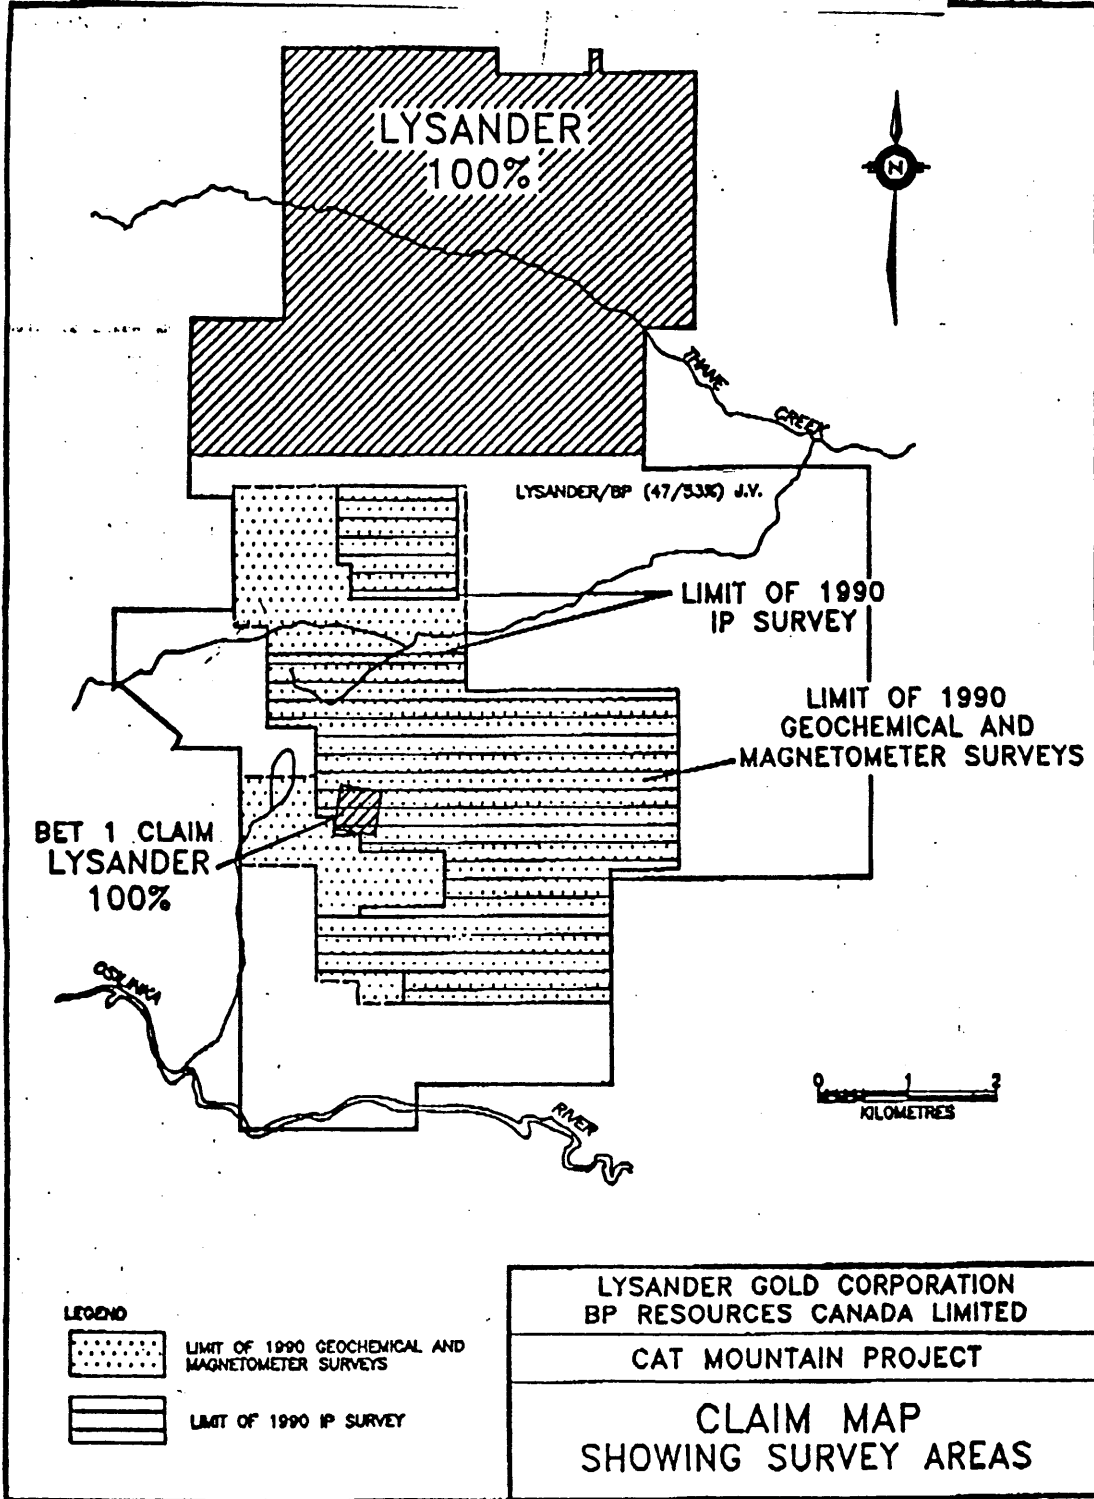 LYSANDER
100%
N
THANE
CREEK
LYSANDER/BP (47/53%) J.V.
LIMIT OF 1990
IP SURVEY
LIMIT OF 1990
GEOCHEMICAL AND
MAGNETOMETER SURVEYS
BET 1 CLAIM
LYSANDER
100%
OSILINKA
RIVER
0 1 2
KILOMETRES
LEGEND
LIMIT OF 1990 GEOCHEMICAL AND
MAGNETOMETER SURVEYS
LIMIT OF 1990 IP SURVEY
LYSANDER GOLD CORPORATION
BP RESOURCES CANADA LIMITED
CAT MOUNTAIN PROJECT
CLAIM MAP
SHOWING SURVEY AREAS